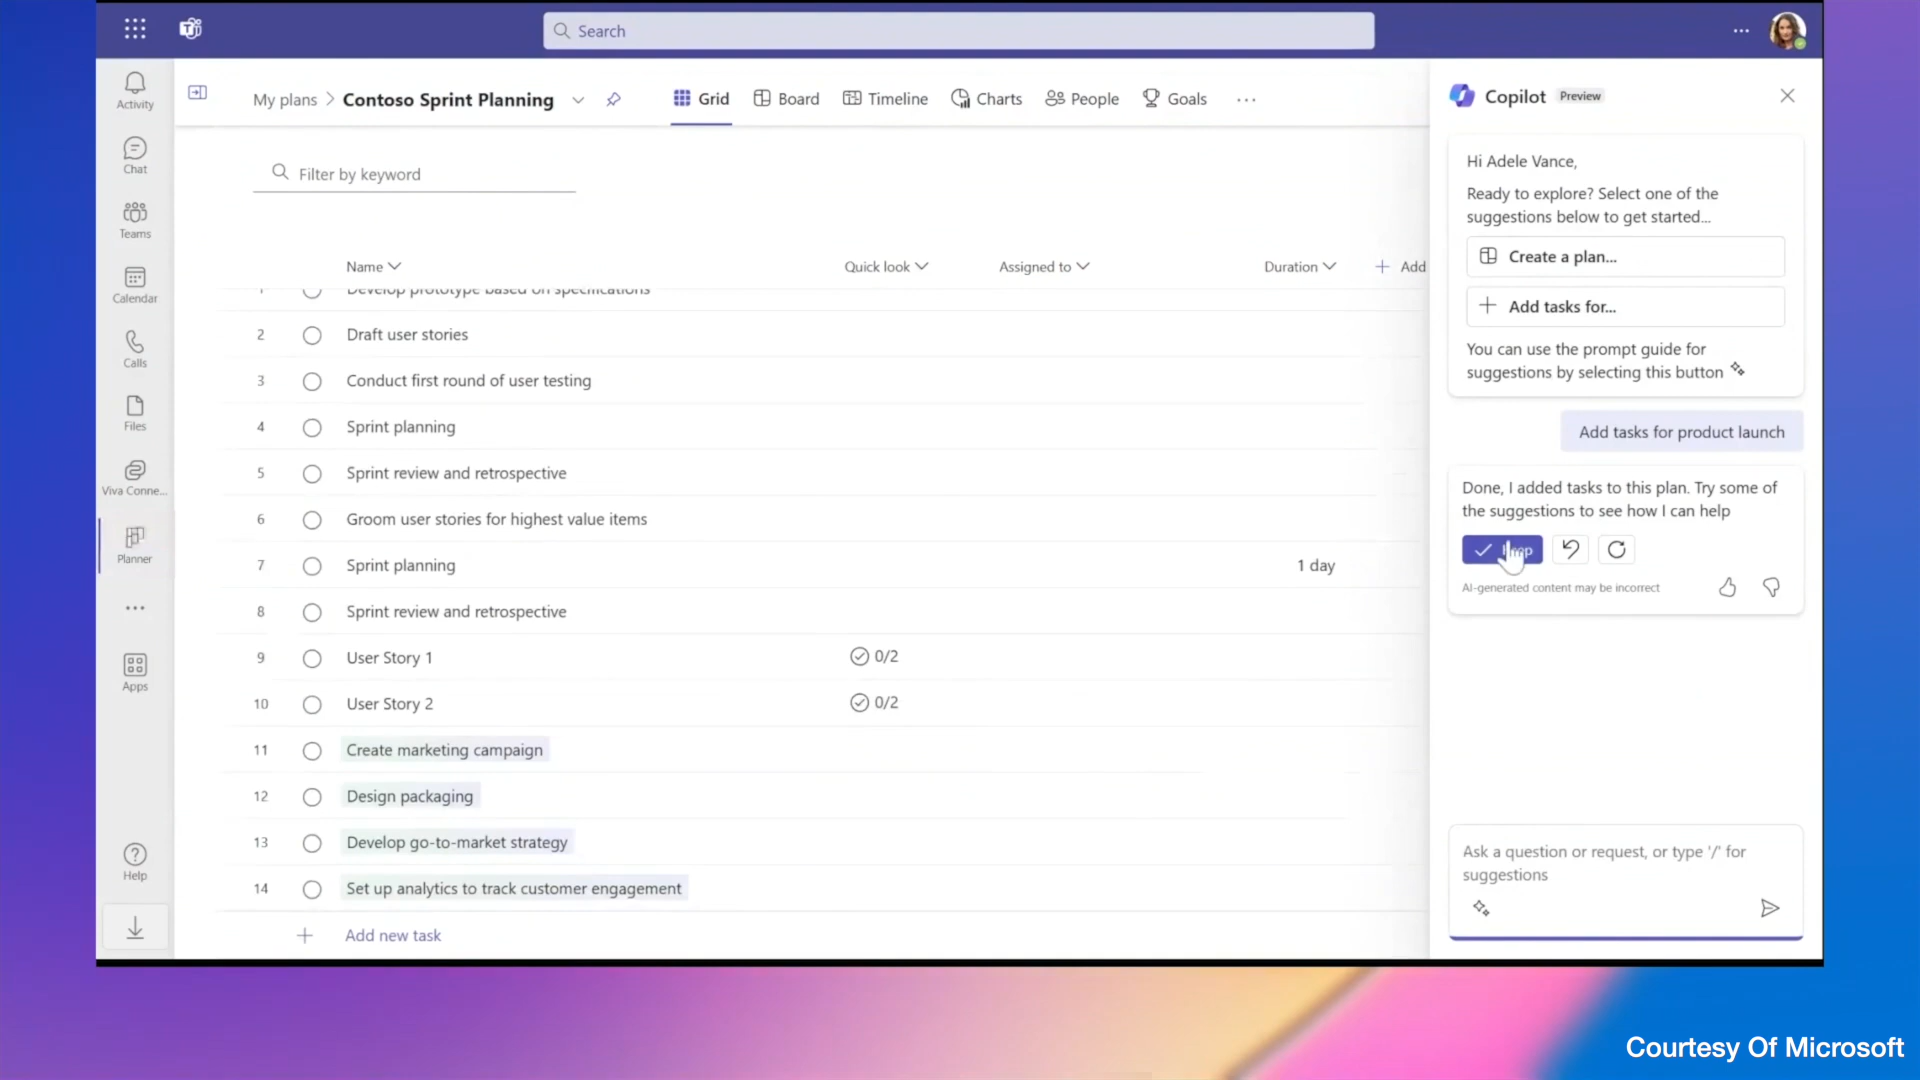 Search
Activity
Chat
Teams
Calendar
Calls
Files
Viva Conne...
Planner
Apps
Help
My plans > Contoso Sprint Planning
Grid
Board
Timeline
Charts
People
Goals
Filter by keyword
Name
Quick look
Assigned to
Duration
+ Add
1 Develop prototype based on specifications
2 Draft user stories
3 Conduct first round of user testing
4 Sprint planning
5 Sprint review and retrospective
6 Groom user stories for highest value items
7 Sprint planning 1 day
8 Sprint review and retrospective
9 User Story 1 0/2
10 User Story 2 0/2
11 Create marketing campaign
12 Design packaging
13 Develop go-to-market strategy
14 Set up analytics to track customer engagement
+ Add new task
Copilot Preview
Hi Adele Vance,
Ready to explore? Select one of the
suggestions below to get started...
Create a plan...
+ Add tasks for...
You can use the prompt guide for
suggestions by selecting this button
Add tasks for product launch
Done, I added tasks to this plan. Try some of
the suggestions to see how I can help
AI-generated content may be incorrect
Ask a question or request, or type '/' for
suggestions
Courtesy Of Microsoft